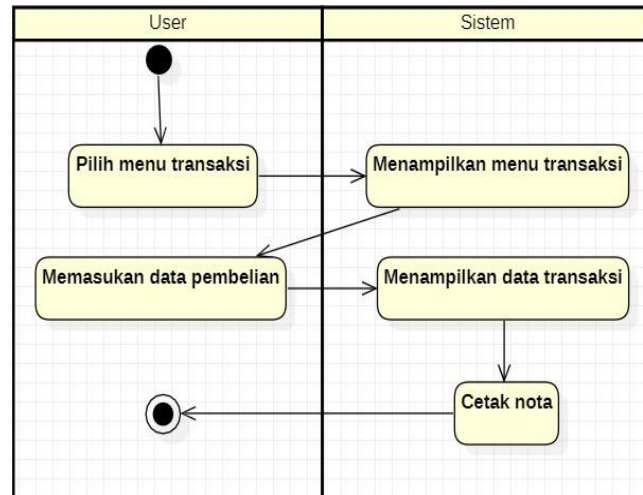 User
Sistem
Pilih menu transaksi
Menampilkan menu transaksi
Memasukan data pembelian
Menampilkan data transaksi
Cetak nota